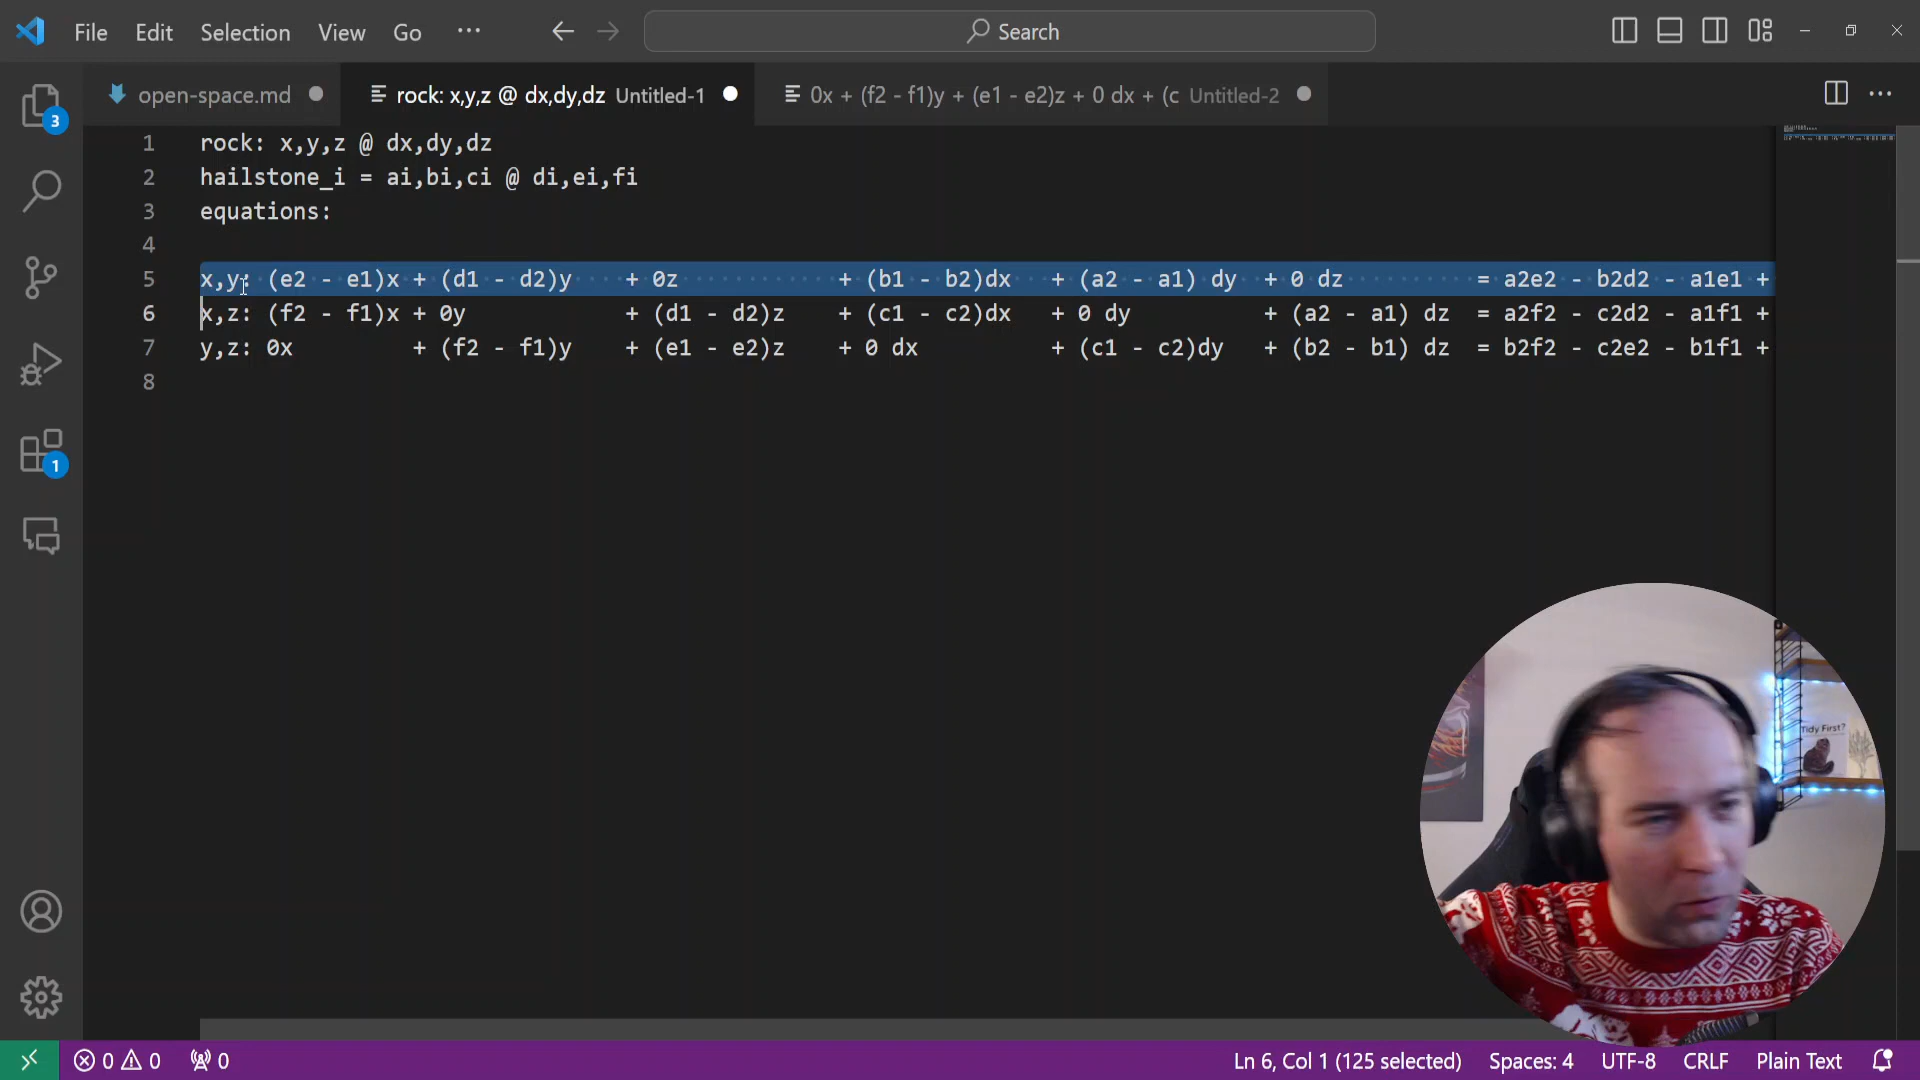 File Edit Selection View Go ··· Search
open-space.md rock: x,y,z @ dx,dy,dz Untitled-1 0x + (f2 - f1)y + (e1 - e2)z + 0 dx + (c Untitled-2
1 rock: x,y,z @ dx,dy,dz
2 hailstone_i = ai,bi,ci @ di,ei,fi
3 equations:
4
5 x,y: (e2 - e1)x + (d1 - d2)y + 0z + (b1 - b2)dx + (a2 - a1) dy + 0 dz = a2e2 - b2d2 - a1e1 +
6 x,z: (f2 - f1)x + 0y + (d1 - d2)z + (c1 - c2)dx + 0 dy + (a2 - a1) dz = a2f2 - c2d2 - a1f1 +
7 y,z: 0x + (f2 - f1)y + (e1 - e2)z + 0 dx + (c1 - c2)dy + (b2 - b1) dz = b2f2 - c2e2 - b1f1 +
8
3
1
Tidy First?
0 0 0 Ln 6, Col 1 (125 selected) Spaces: 4 UTF-8 CRLF Plain Text